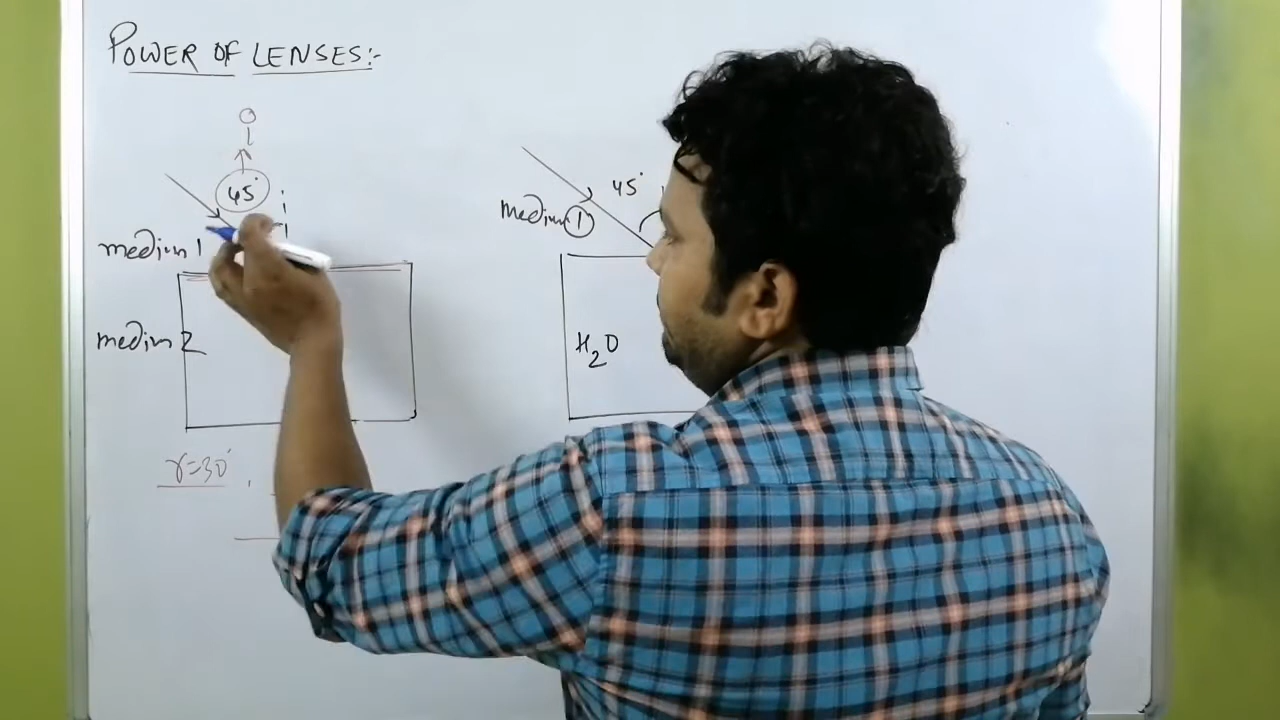 POWER OF LENSES:-
45°
medium 1
medium 2
r=30°,
45°
medium 1
H2O